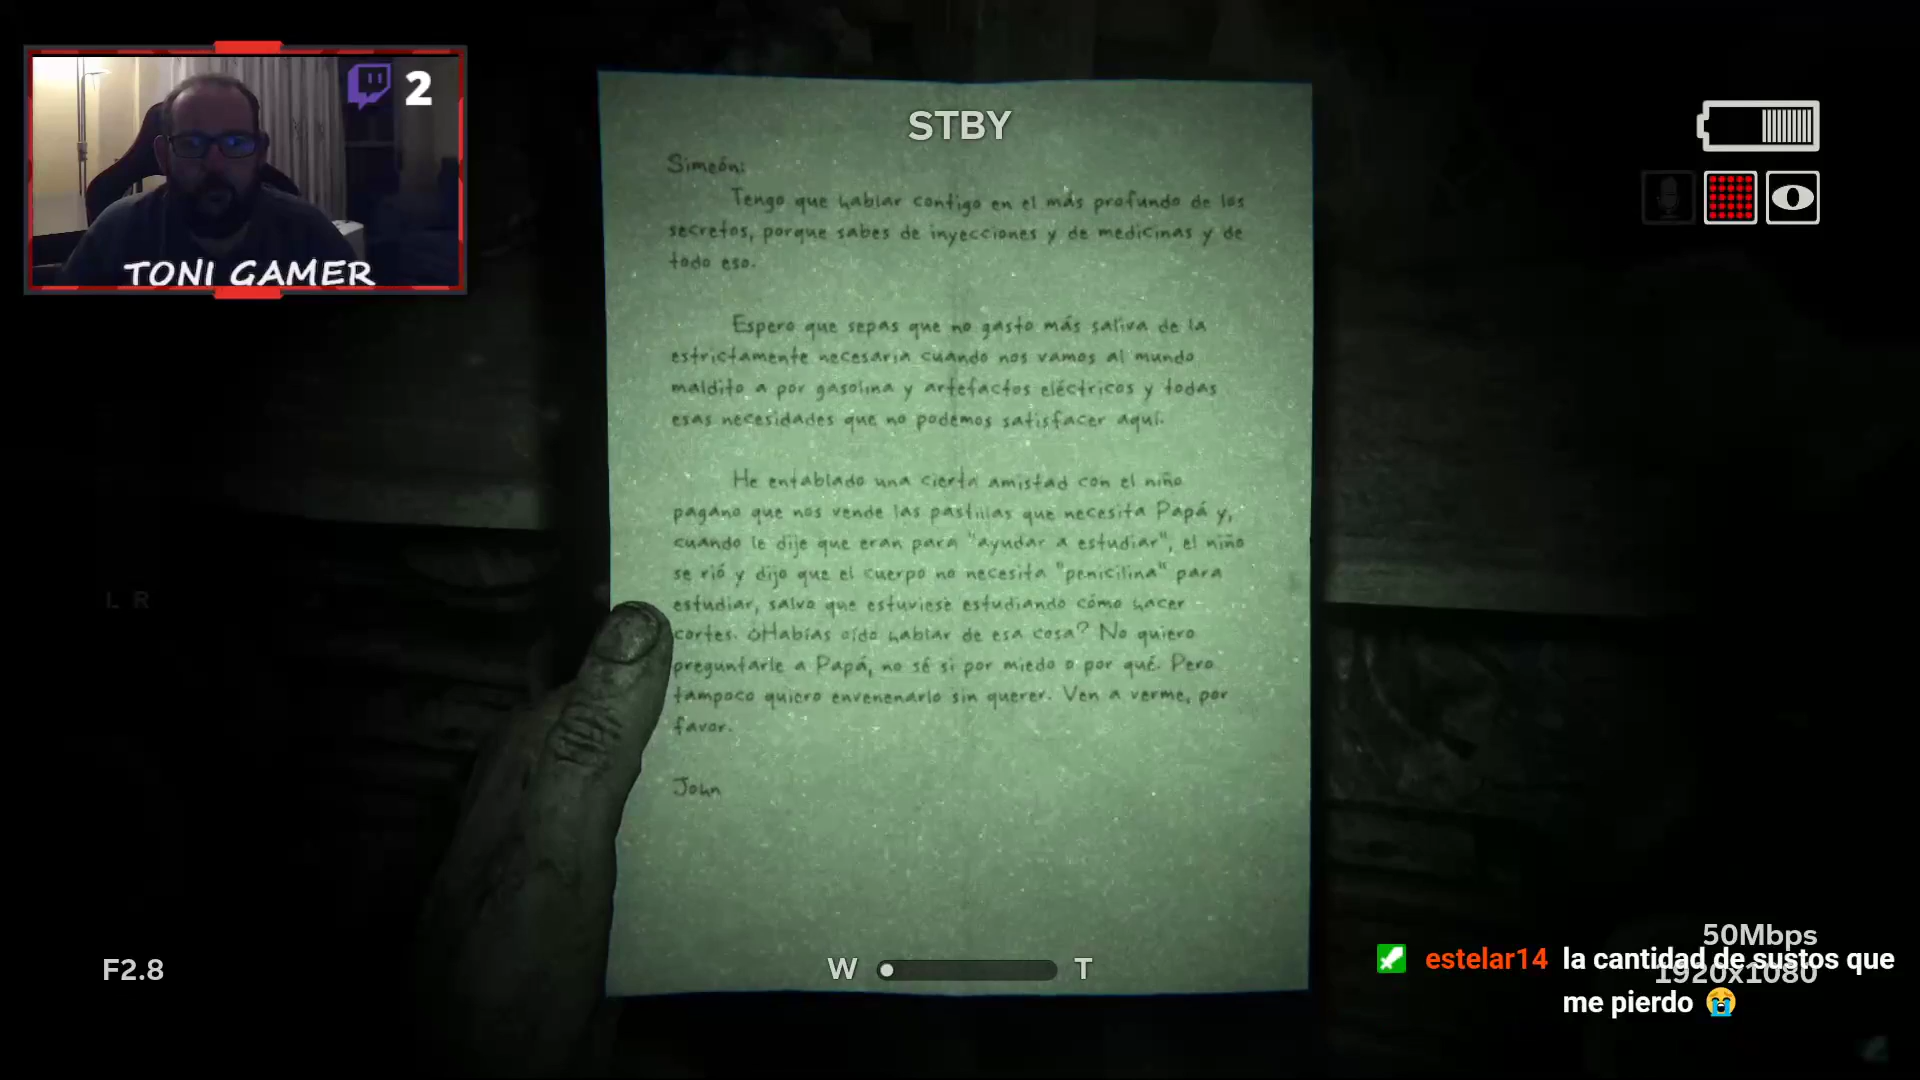 2
TONI GAMER
STBY
Simeón:
Tengo que hablar contigo en el más profundo de los
secretos, porque sabes de inyecciones y de medicinas y de
todo eso.
Espero que sepas que no gasto más saliva de la
estrictamente necesaria cuando nos vamos al mundo
maldito a por gasolina y artefactos eléctricos y todas
esas necesidades que no podemos satisfacer aquí.
He entablado una cierta amistad con el niño
pagano que nos vende las pastillas que necesita Papá y,
cuando le dije que eran para "ayudar a estudiar", el niño
se rió y dijo que el cuerpo no necesita "penicilina" para
estudiar, salvo que estuviese estudiando cómo hacer
cortes. ¿Habías oído hablar de esa cosa? No quiero
preguntarle a Papá, no sé si por miedo o por qué. Pero
tampoco quiero envenenarlo sin querer. Ven a verme, por
favor.
John
L R
F2.8
W T
50Mbps
1920x1080
estelar14 la cantidad de sustos que
me pierdo 😭